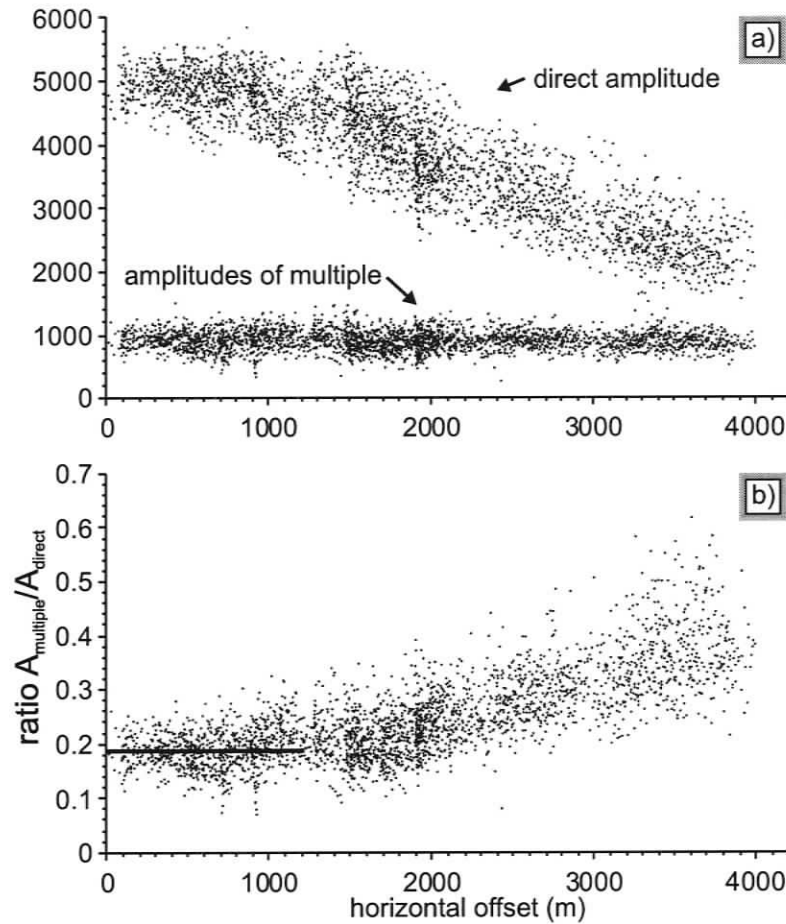 6000
a)
5000
direct amplitude
4000
3000
2000
amplitudes of multiple
1000
0
0 1000 2000 3000 4000
0.7
b)
0.6
0.5
0.4
0.3
0.2
0.1
0
ratio A multiple/A direct
0 1000 2000 3000 4000
horizontal offset (m)